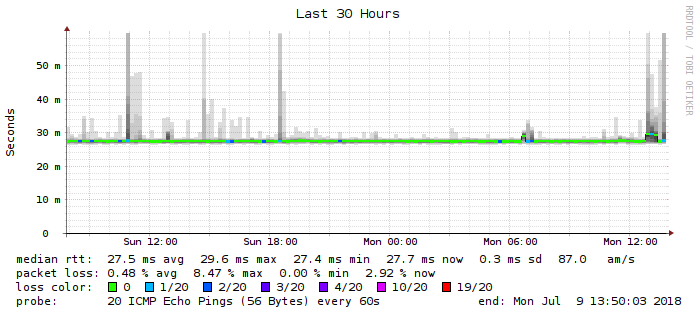 Last 30 Hours
RRDTOOL / TOBI OETIKER
Seconds
50 m
40 m
30 m
20 m
10 m
0
Sun 12:00 Sun 18:00 Mon 00:00 Mon 06:00 Mon 12:00
median rtt: 27.5 ms avg 29.6 ms max 27.4 ms min 27.7 ms now 0.3 ms sd 87.0 am/s
packet loss: 0.48 % avg 8.47 % max 0.00 % min 2.92 % now
loss color: 0 1/20 2/20 3/20 4/20 10/20 19/20
probe: 20 ICMP Echo Pings (56 Bytes) every 60s end: Mon Jul 9 13:50:03 2018